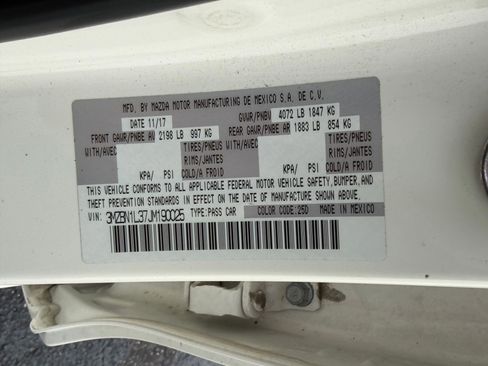 MFD. BY MAZDA MOTOR MANUFACTURING DE MEXICO S.A. DE C.V.
DATE 11/17 GVWR/PNBV 4072 LB 1847 KG
FRONT GAWR/PNBE AV 2198 LB 997 KG REAR GAWR/PNBE AR 1883 LB 854 KG
WITH/AVEC TIRES/PNEUS WITH/AVEC TIRES/PNEUS
RIMS/JANTES RIMS/JANTES
KPA/ PSI COLD/A FROID KPA/ PSI COLD/A FROID
THIS VEHICLE CONFORMS TO ALL APPLICABLE FEDERAL MOTOR VEHICLE SAFETY, BUMPER, AND
THEFT PREVENTION STANDARDS IN EFFECT ON THE DATE OF MANUFACTURE SHOWN ABOVE.
VIN: 3MZBN1L37JM190025 TYPE:PASS CAR COLOR CODE:25D MADE IN MEXICO